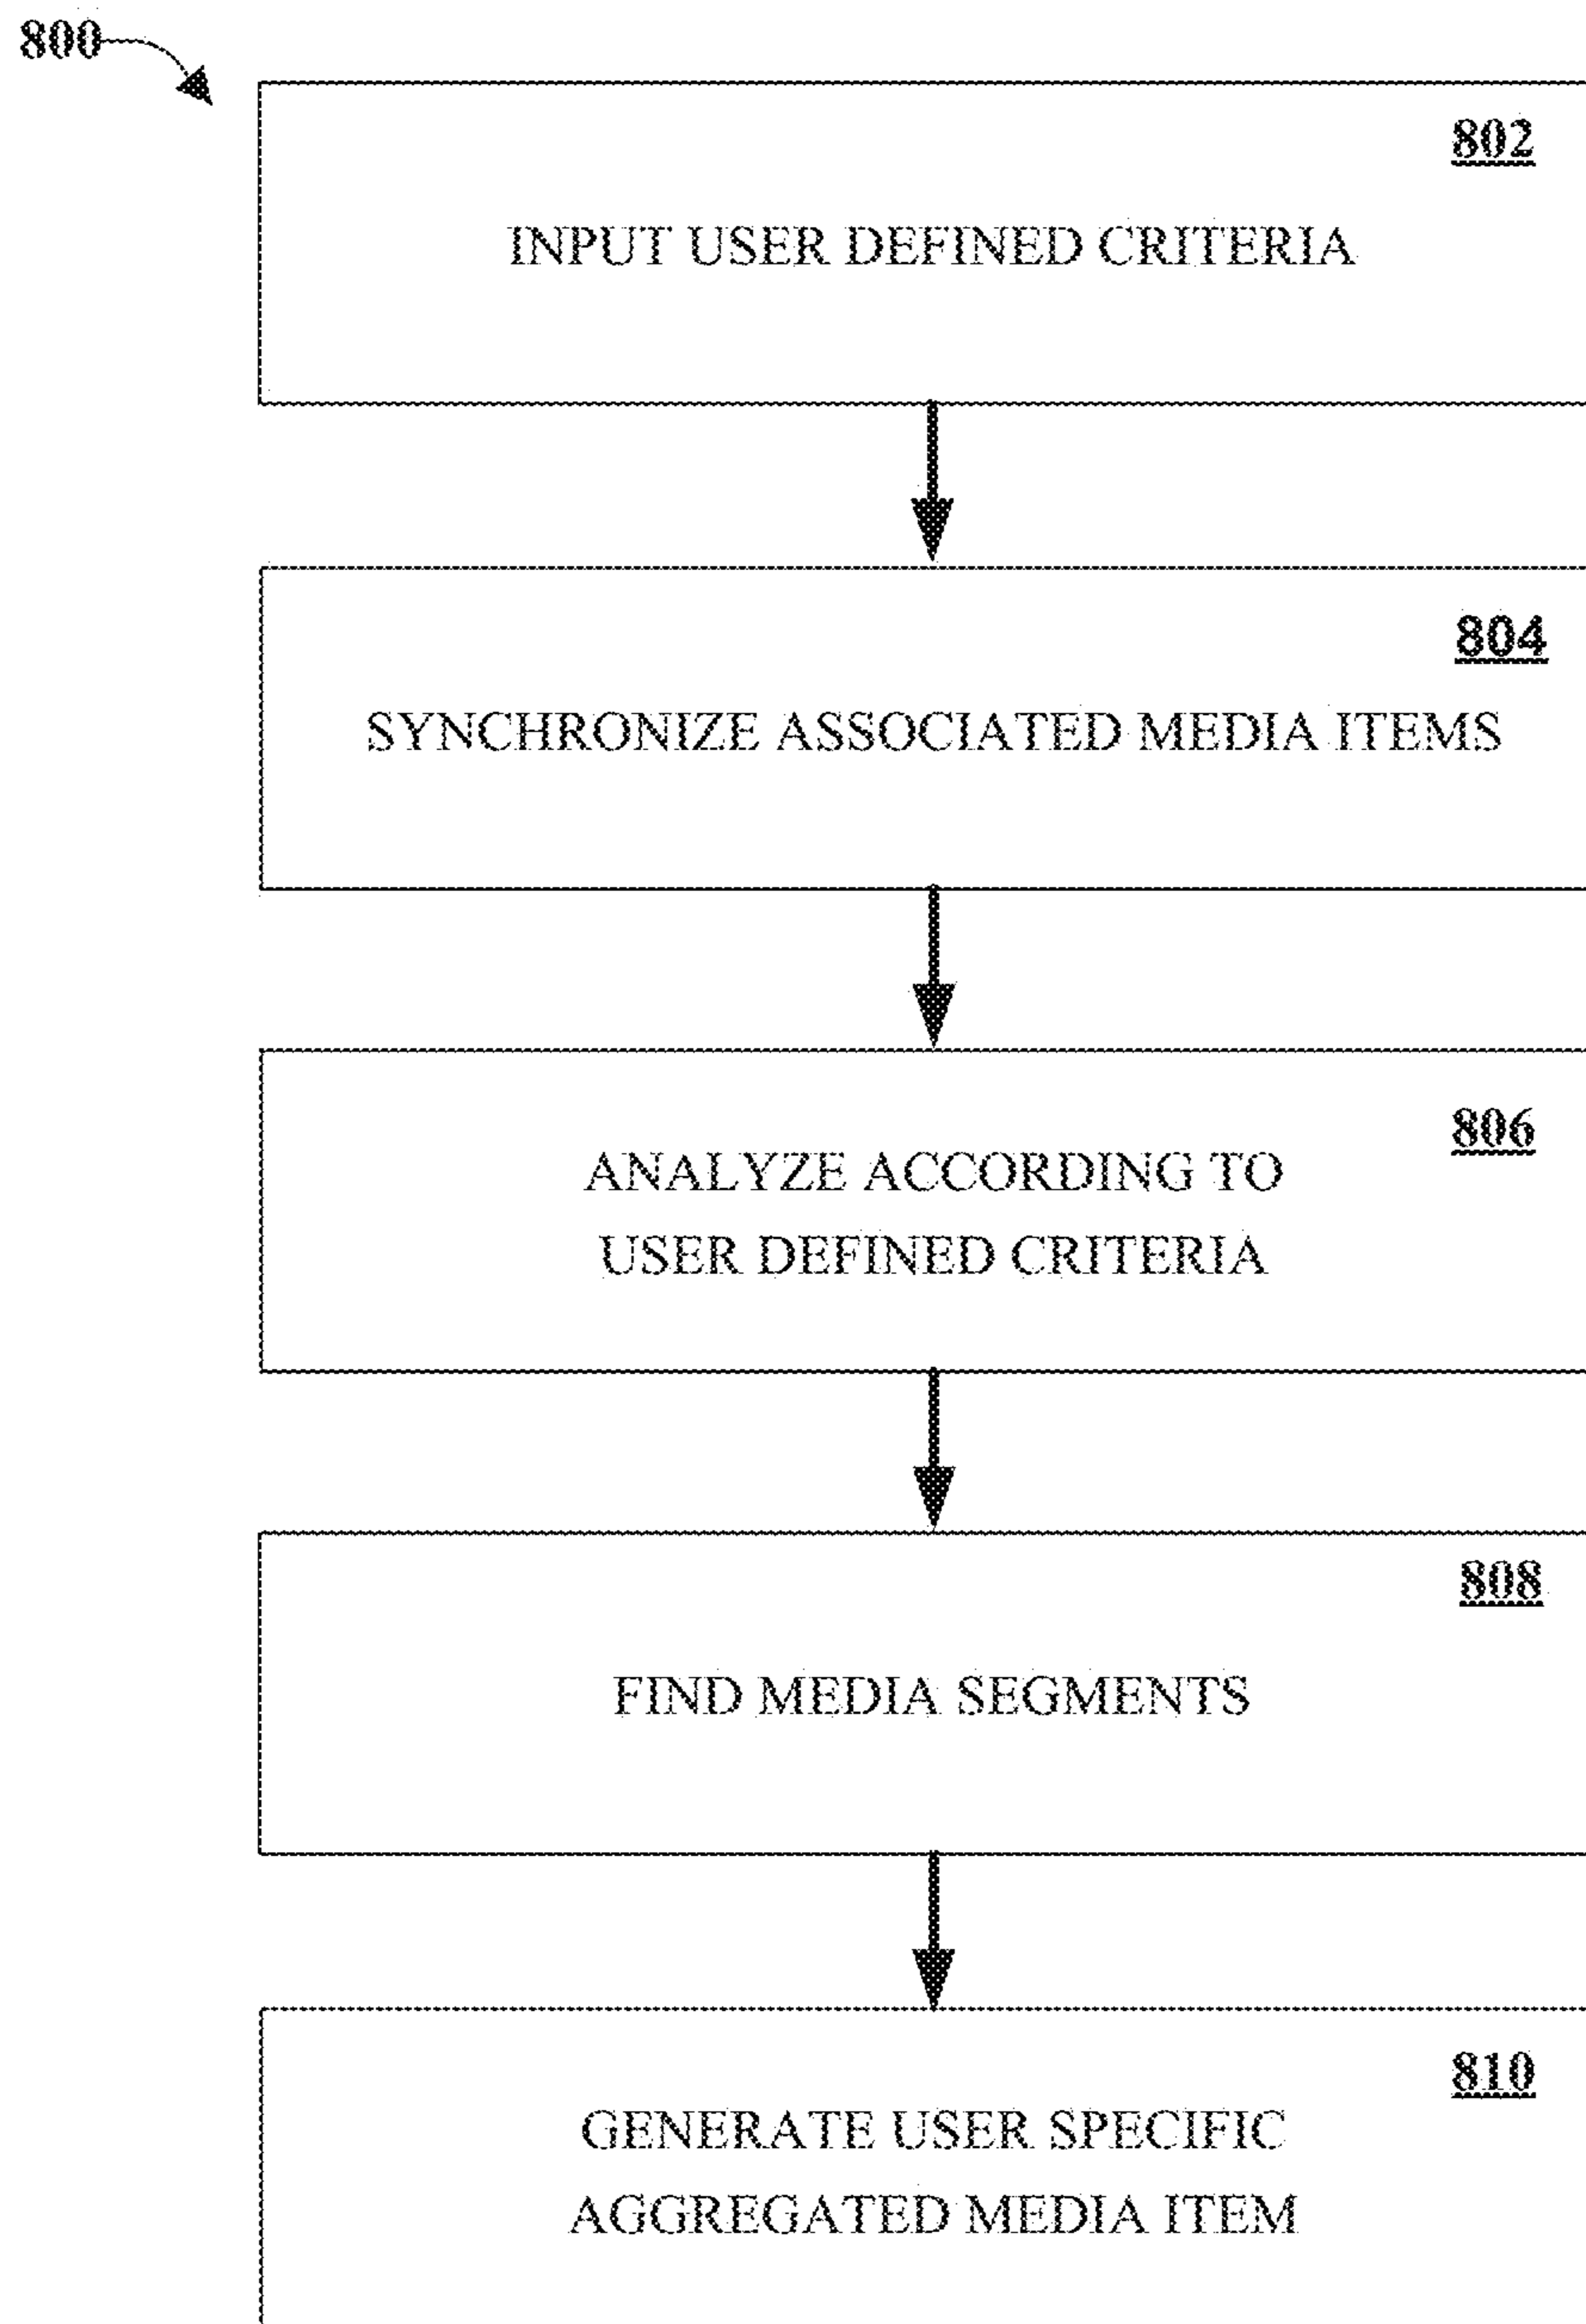 800
802
INPUT USER DEFINED CRITERIA
804
SYNCHRONIZE ASSOCIATED MEDIA ITEMS
806
ANALYZE ACCORDING TO
USER DEFINED CRITERIA
808
FIND MEDIA SEGMENTS
810
GENERATE USER SPECIFIC
AGGREGATED MEDIA ITEM